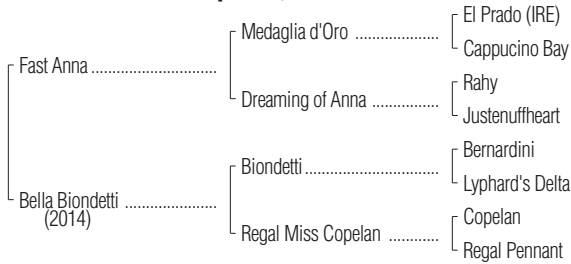 El Prado (IRE)
Medaglia d'Oro ..................
Cappucino Bay
Fast Anna ............................
Rahy
Dreaming of Anna ..............
Justenuffheart
Bernardini
Biondetti .............................
Lyphard's Delta
Bella Biondetti ....................
(2014)
Copelan
Regal Miss Copelan ...........
Regal Pennant